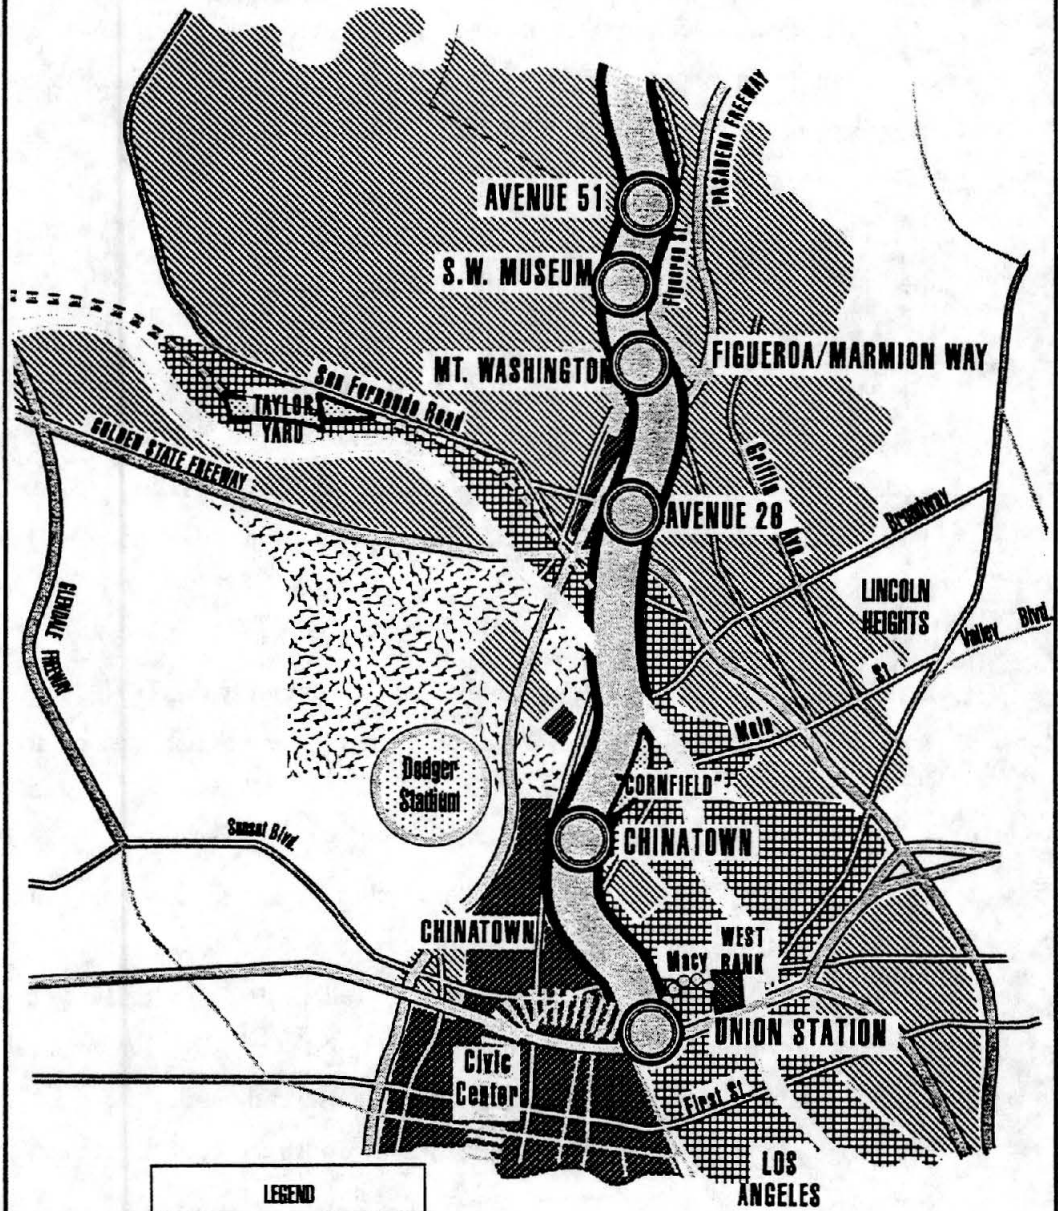 PASADENA FREEWAY
AVENUE 51
S.W. MUSEUM
Figueroa St.
MT. WASHINGTON
FIGUEROA/MARMION WAY
San Fernando Road
TAYLOR
YARD
GOLDEN STATE FREEWAY
Griffin Ave.
AVENUE 26
Broadway
GLENDALE FRWY
LINCOLN
HEIGHTS
Valley Blvd.
Main St.
Dodger
Stadium
"CORNFIELD"
Sunset Blvd.
CHINATOWN
CHINATOWN
WEST
BANK
Macy
UNION STATION
Civic
Center
First St.
LOS
ANGELES
LEGEND